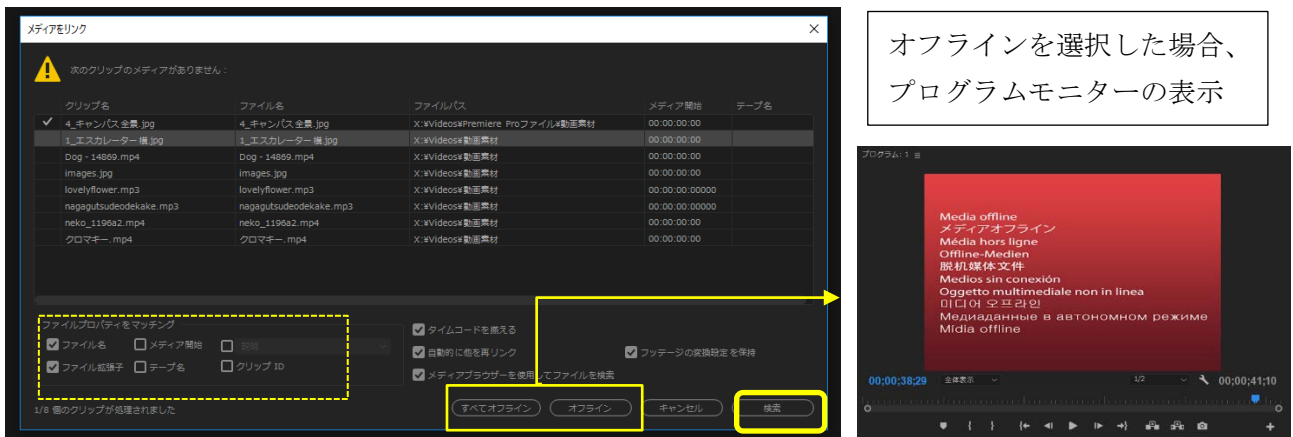 メディアをリンク
次のクリップのメディアがありません :
クリップ名 ファイル名 ファイルパス メディア開始 テープ名
4_キャンパス全景.jpg 4_キャンパス全景.jpg X:¥Videos¥Premiere Proファイル¥動画素材 00:00:00:00
1_エスカレーター 横.jpg 1_エスカレーター 横.jpg X:¥Videos¥動画素材 00:00:00:00
Dog - 14869.mp4 Dog - 14869.mp4 X:¥Videos¥動画素材 00:00:00:00
images.jpg images.jpg X:¥Videos¥動画素材 00:00:00:00
lovelyflower.mp3 lovelyflower.mp3 X:¥Videos¥動画素材 00:00:00:00000
nagagutsudeodekake.mp3 nagagutsudeodekake.mp3 X:¥Videos¥動画素材 00:00:00:00000
neko_1196a2.mp4 neko_1196a2.mp4 X:¥Videos¥動画素材 00:00:00:00
クロマキー.mp4 クロマキー.mp4 X:¥Videos¥動画素材 00:00:00:00
ファイルプロパティをマッチング
ファイル名 メディア開始
ファイル拡張子 テープ名 クリップ ID
タイムコードを揃える
自動的に他を再リンク フッテージの変換設定を保持
メディアブラウザーを使用してファイルを検索
1/8 個のクリップが処理されました
すべてオフライン オフライン キャンセル 検索
オフラインを選択した場合、
プログラムモニターの表示
プログラム: 1
Media offline
メディアオフライン
Média hors ligne
Offline-Medien
脱机媒体文件
Medios sin conexión
Oggetto multimediale non in linea
미디어 오프라인
Медиаданные в автономном режиме
Mídia offline
00;00;38;29 全体表示 1/2 00;00;41;10